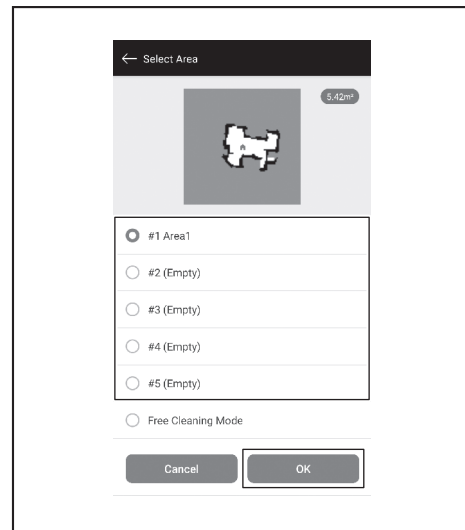 Select Area
5.42m²
#1 Area1
#2 (Empty)
#3 (Empty)
#4 (Empty)
#5 (Empty)
Free Cleaning Mode
Cancel OK